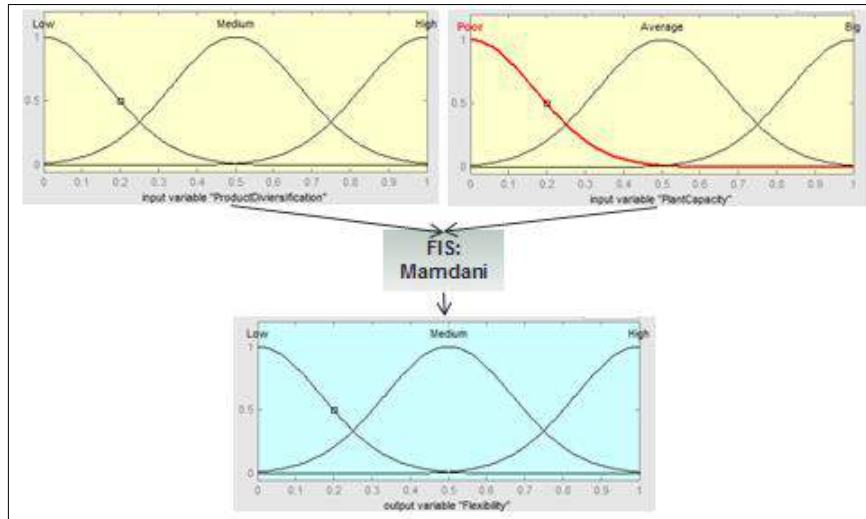 Low Medium High
1
0.5
0
0 0.1 0.2 0.3 0.4 0.5 0.6 0.7 0.8 0.9 1
input variable "ProductDiviersification"
Poor Average Big
1
0.5
0
0 0.1 0.2 0.3 0.4 0.5 0.6 0.7 0.8 0.9 1
input variable "PlantCapacity"
FIS:
Mamdani
Low Medium High
1
0.5
0
0 0.1 0.2 0.3 0.4 0.5 0.6 0.7 0.8 0.9 1
output variable "Flexibility"